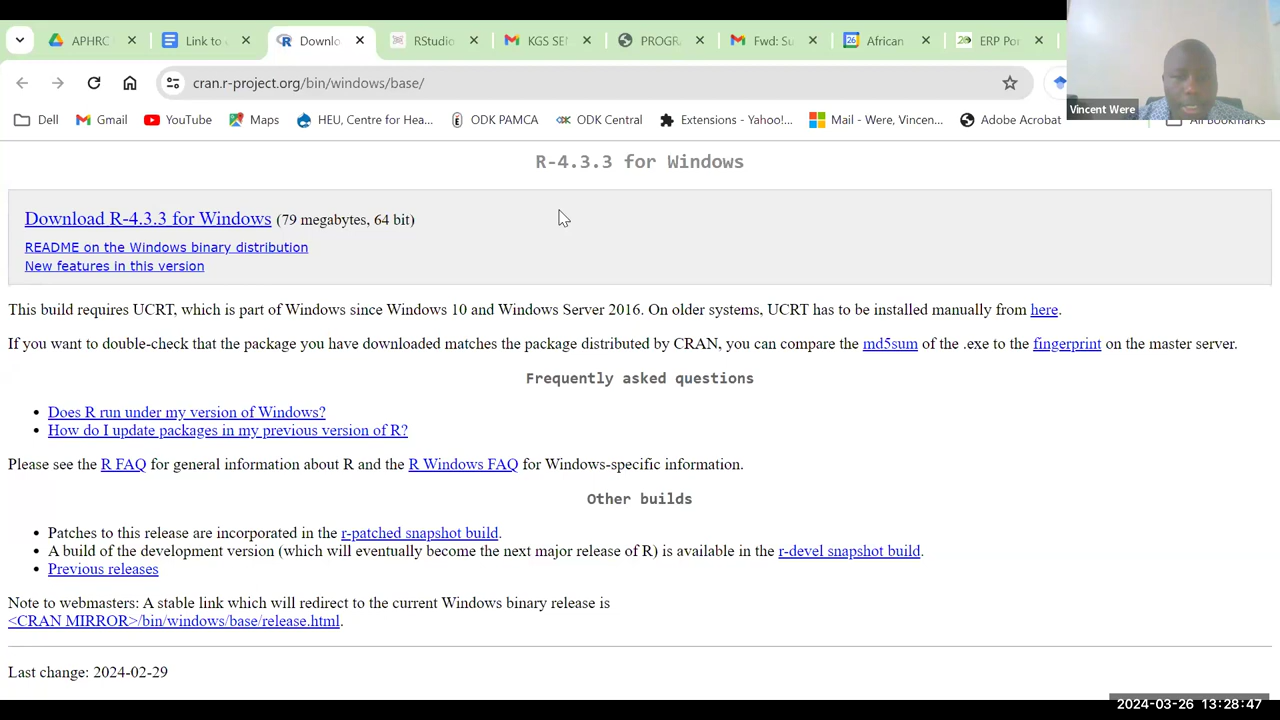 APHRC
Link to
Downlo
RStudio
KGS SEM
PROGR
Fwd: Su
African
ERP Por
cran.r-project.org/bin/windows/base/
Dell
Gmail
YouTube
Maps
HEU, Central Hea...
ODK PAMCA
ODK Central
Extensions - Yahoo!...
Mail - Were, Vincen...
Adobe Acrobat
All Bookmarks
Vincent Were
R-4.3.3 for Windows
Download R-4.3.3 for Windows (79 megabytes, 64 bit)
README on the Windows binary distribution
New features in this version
This build requires UCRT, which is part of Windows since Windows 10 and Windows Server 2016. On older systems, UCRT has to be installed manually from here.
If you want to double-check that the package you have downloaded matches the package distributed by CRAN, you can compare the md5sum of the .exe to the fingerprint on the master server.
Frequently asked questions
• Does R run under my version of Windows?
• How do I update packages in my previous version of R?
Please see the R FAQ for general information about R and the R Windows FAQ for Windows-specific information.
Other builds
• Patches to this release are incorporated in the r-patched snapshot build.
• A build of the development version (which will eventually become the next major release of R) is available in the r-devel snapshot build.
• Previous releases
Note to webmasters: A stable link which will redirect to the current Windows binary release is
<CRAN MIRROR>/bin/windows/base/release.html.
Last change: 2024-02-29
2024-03-26 13:28:47